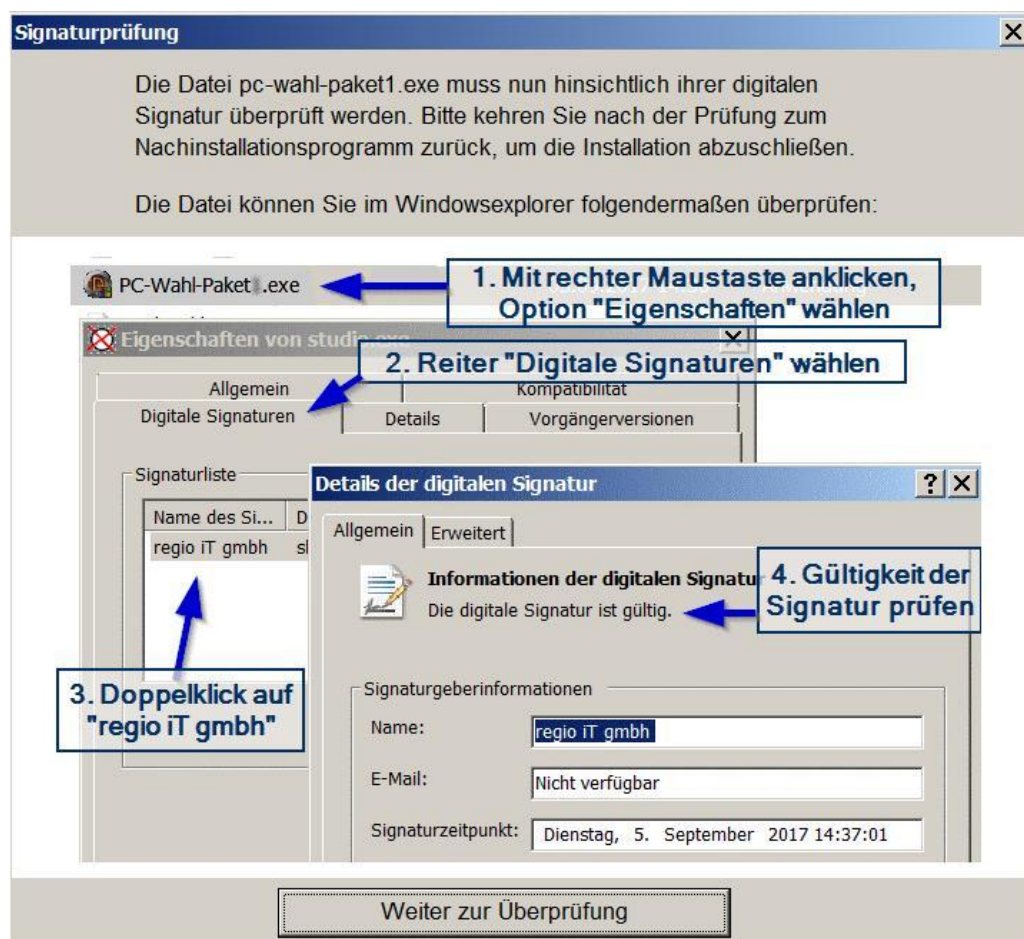 Signaturprüfung
Die Datei pc-wahl-paket1.exe muss nun hinsichtlich ihrer digitalen
Signatur überprüft werden. Bitte kehren Sie nach der Prüfung zum
Nachinstallationsprogramm zurück, um die Installation abzuschließen.
Die Datei können Sie im Windowsexplorer folgendermaßen überprüfen:
PC-Wahl-Paket .exe
1. Mit rechter Maustaste anklicken,
Option "Eigenschaften" wählen
Eigenschaften von studio.exe
2. Reiter "Digitale Signaturen" wählen
Allgemein
Kompatibilität
Digitale Signaturen
Details
Vorgängerversionen
Signaturliste
Name des Si...
D
regio iT gmbh
3. Doppelklick auf
"regio iT gmbh"
Details der digitalen Signatur
Allgemein
Erweitert
Informationen der digitalen Signatur
Die digitale Signatur ist gültig.
4. Gültigkeit der
Signatur prüfen
Signaturgeberinformationen
Name:
regio iT gmbh
E-Mail:
Nicht verfügbar
Signaturzeitpunkt:
Dienstag, 5. September 2017 14:37:01
Weiter zur Überprüfung